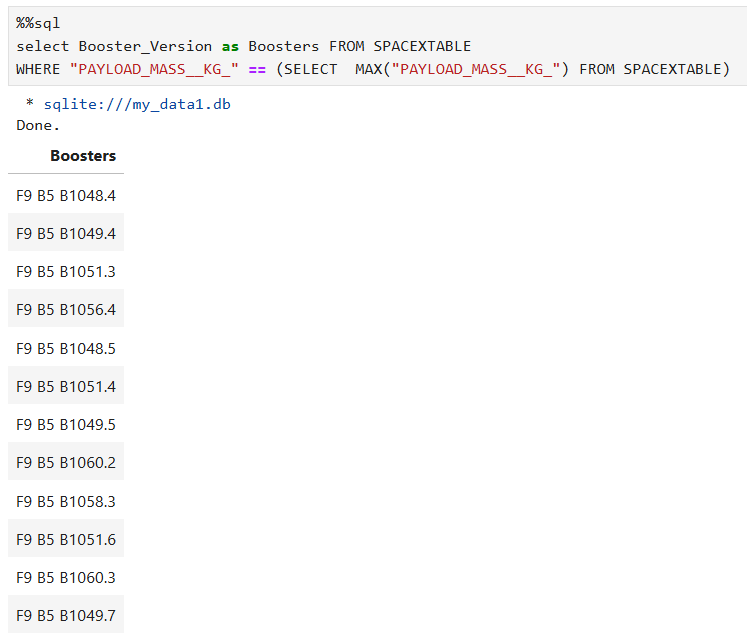 %%sql
select Booster_Version as Boosters FROM SPACEXTABLE
WHERE "PAYLOAD_MASS__KG_" == (SELECT  MAX("PAYLOAD_MASS__KG_") FROM SPACEXTABLE)
* sqlite:///my_data1.db
Done.
Boosters
F9 B5 B1048.4
F9 B5 B1049.4
F9 B5 B1051.3
F9 B5 B1056.4
F9 B5 B1048.5
F9 B5 B1051.4
F9 B5 B1049.5
F9 B5 B1060.2
F9 B5 B1058.3
F9 B5 B1051.6
F9 B5 B1060.3
F9 B5 B1049.7